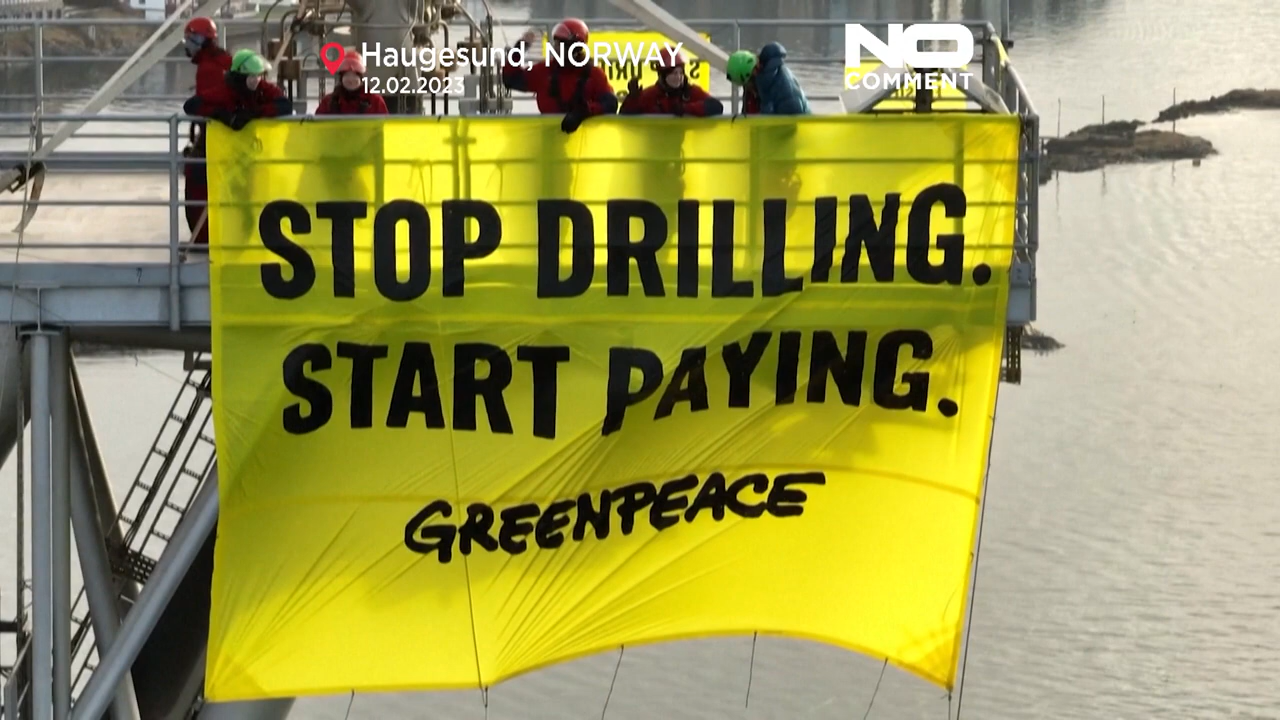 Haugesund, NORWAY
12.02.2023
NO
COMMENT
STOP DRILLING.
START PAYING.
GREENPEACE